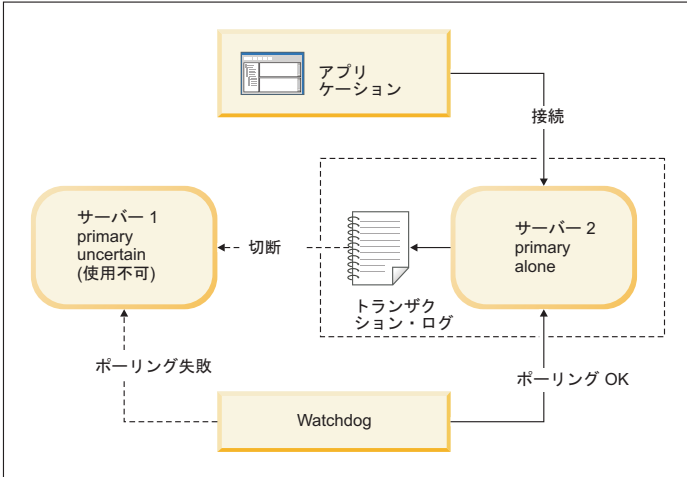 アプリ
ケーション
接続
サーバー 1
primary
uncertain
(使用不可)
切断
サーバー 2
primary
alone
トランザク
ション・ログ
ポーリング失敗
ポーリング OK
Watchdog